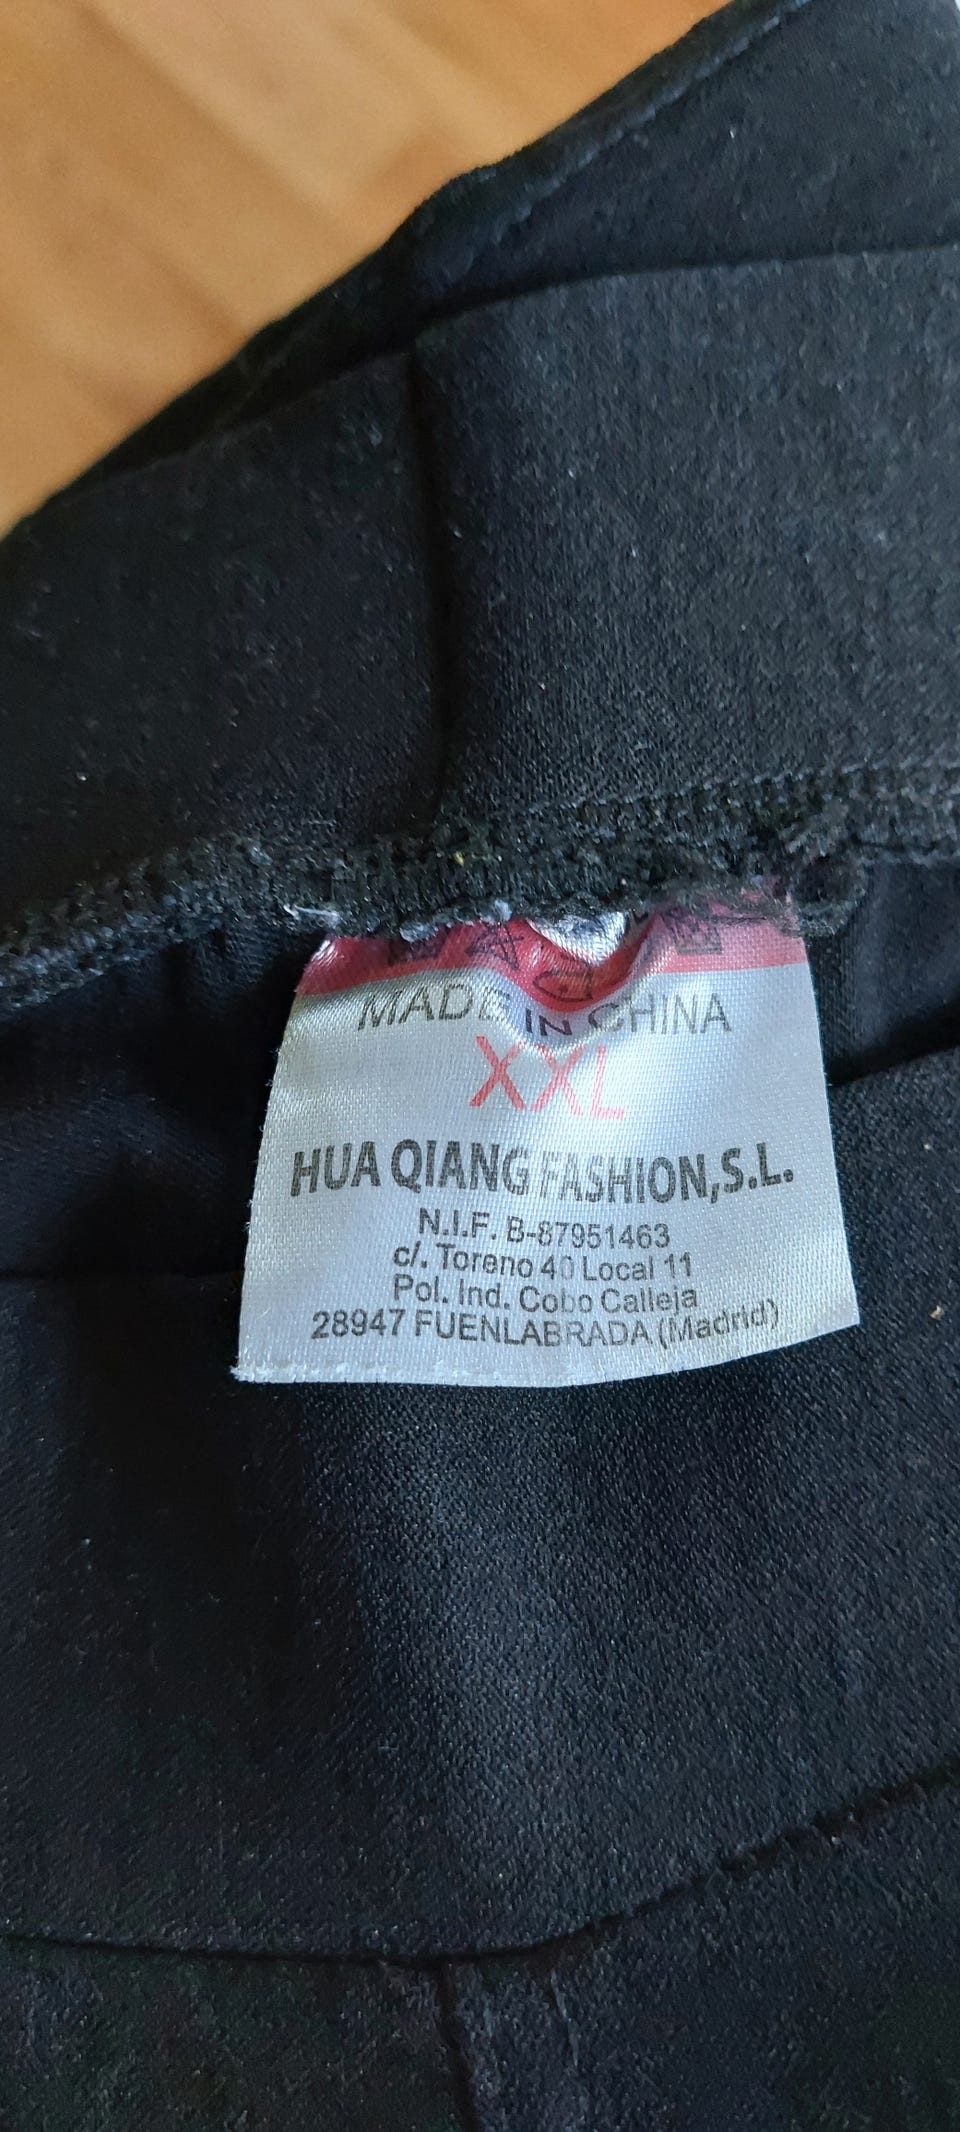 MADE IN CHINA
XXL
HUA QIANG FASHION,S.L.
N.I.F. B-87951463
c/. Toreno 40 Local 11
Pol. Ind. Cobo Calleja
28947 FUENLABRADA (Madrid)